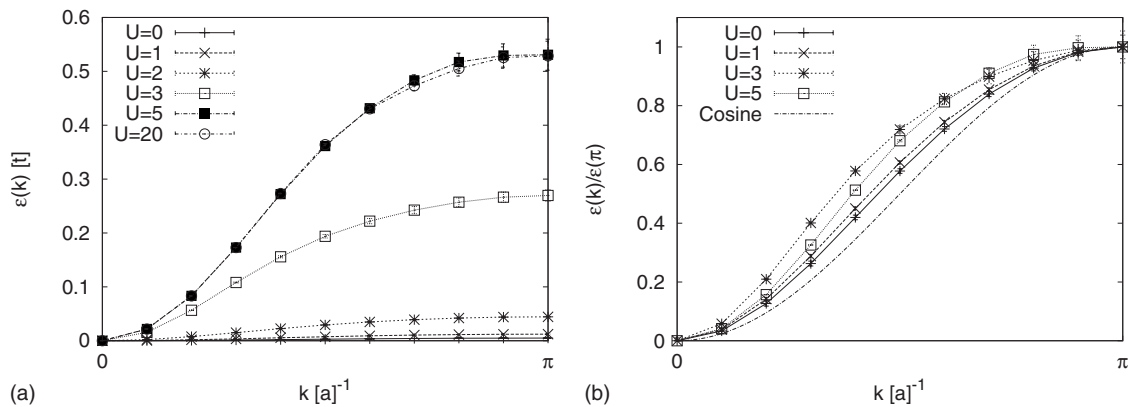 0.6
0.5
0.4
0.3
0.2
0.1
0
ε(k) [t]
U=0
U=1
U=2
U=3
U=5
U=20
0
π
k [a]⁻¹
(a)
1
0.8
0.6
0.4
0.2
0
ε(k)/ε(π)
U=0
U=1
U=3
U=5
Cosine
0
π
k [a]⁻¹
(b)